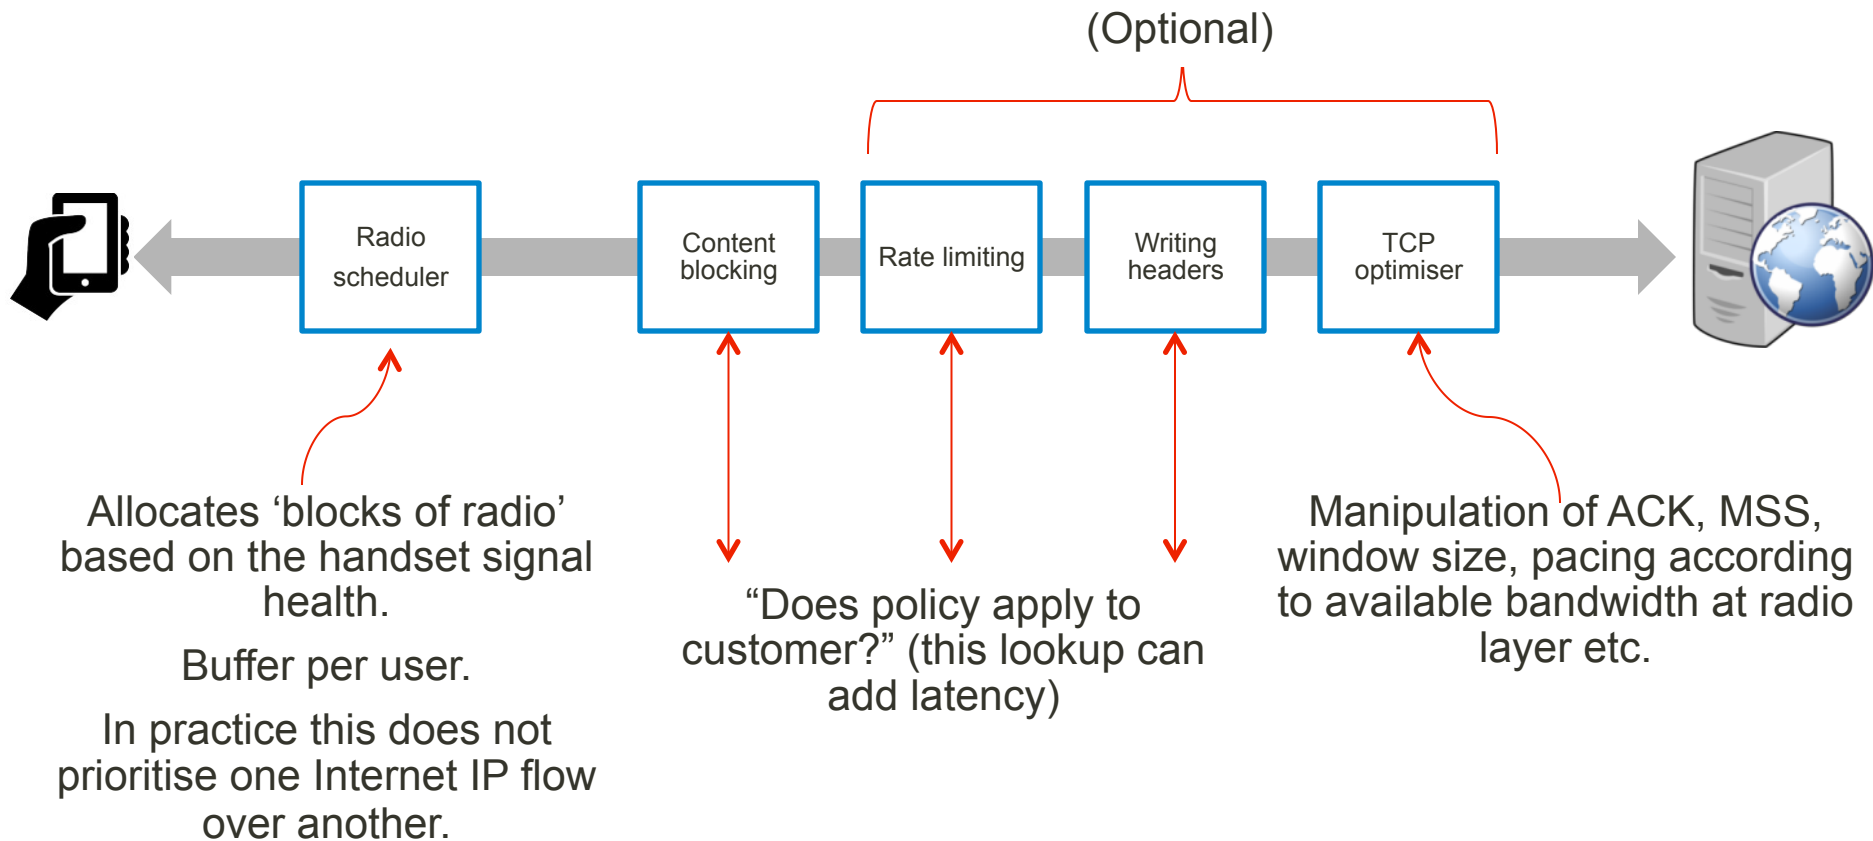 (Optional)
Radio
scheduler
Content
blocking
Rate limiting
Writing
headers
TCP
optimiser
Allocates ‘blocks of radio’
based on the handset signal
health.
Buffer per user.
In practice this does not
prioritise one Internet IP flow
over another.
“Does policy apply to
customer?” (this lookup can
add latency)
Manipulation of ACK, MSS,
window size, pacing according
to available bandwidth at radio
layer etc.